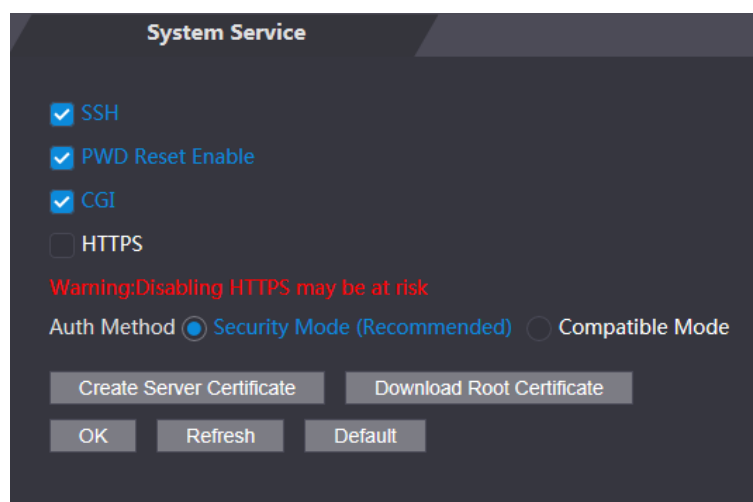 System Service
SSH
PWD Reset Enable
CGI
HTTPS
Warning:Disabling HTTPS may be at risk
Auth Method Security Mode (Recommended) Compatible Mode
Create Server Certificate Download Root Certificate
OK Refresh Default